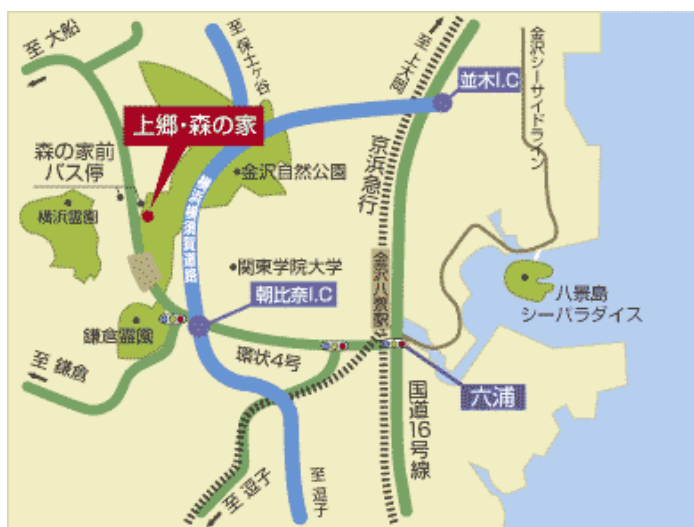 至 大船
至 保土ヶ谷
至 上大岡
金沢シーサイドライン
並木I.C
上郷・森の家
森の家前
バス停
京浜急行
金沢自然公園
横浜霊園
横浜横須賀道路
関東学院大学
金沢八景駅
八景島
シーパラダイス
朝比奈I.C
鎌倉霊園
環状4号
至 鎌倉
六浦
国道16号線
至 逗子
至 逗子